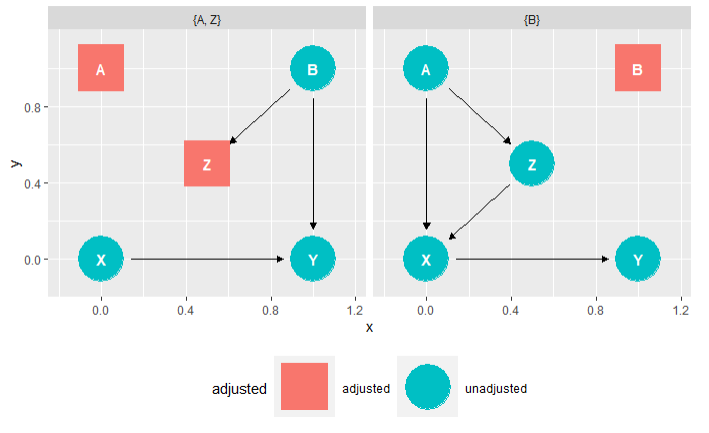 {A, Z}
{B}
A
B
Z
X
Y
A
B
Z
X
Y
y
0.8
0.4
0.0
0.0
0.4
0.8
1.2
0.0
0.4
0.8
1.2
x
adjusted
adjusted
unadjusted